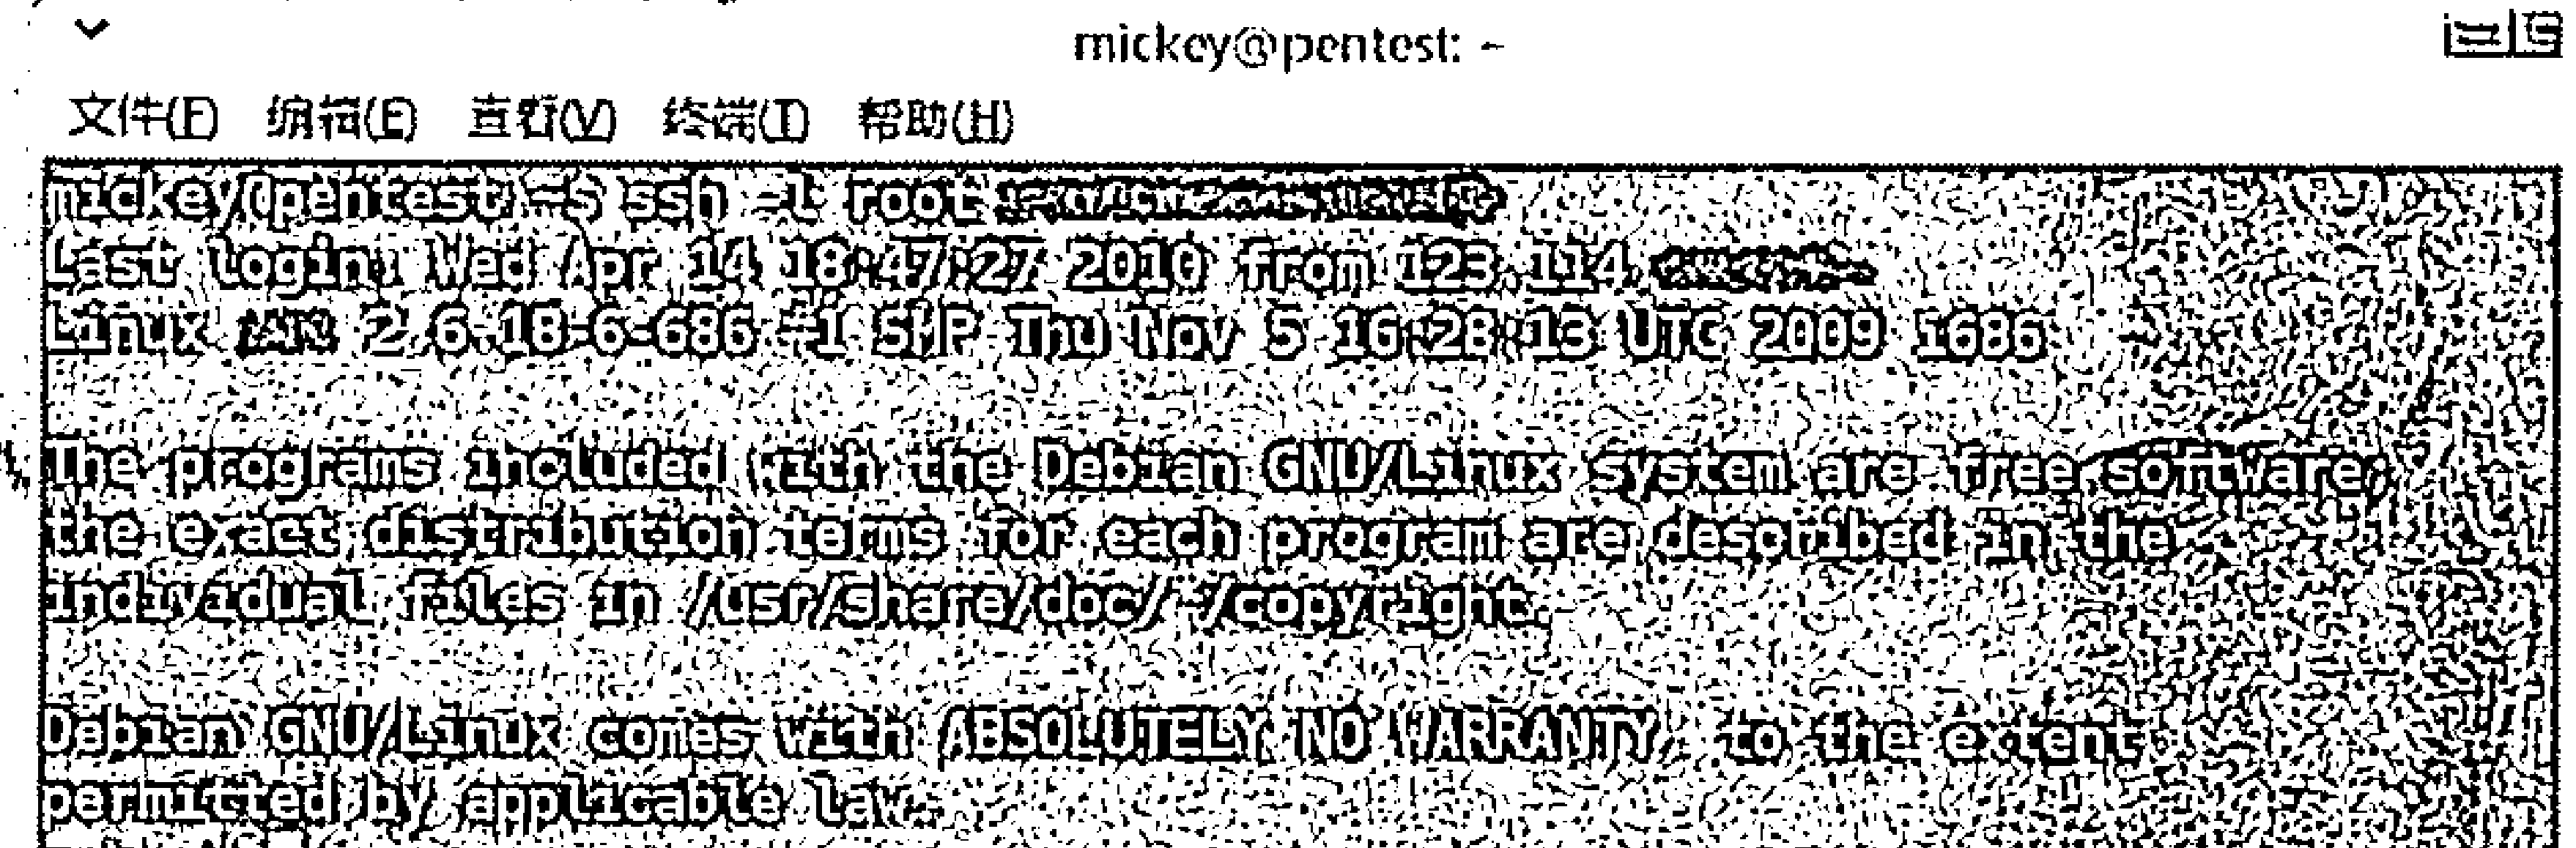 mickey@pentest: ~
文件(F) 编辑(E) 查看(V) 终端(T) 帮助(H)
mickey@pentest:~$ ssh -l root
Last login: Wed Apr 14 18:47:27 2010 from 123.114.
Linux 2.6.18-6-686 #1 SMP Thu Nov 5 16:28:13 UTC 2009 i686
The programs included with the Debian GNU/Linux system are free software;
the exact distribution terms for each program are described in the
individual files in /usr/share/doc/*/copyright.
Debian GNU/Linux comes with ABSOLUTELY NO WARRANTY, to the extent
permitted by applicable law.